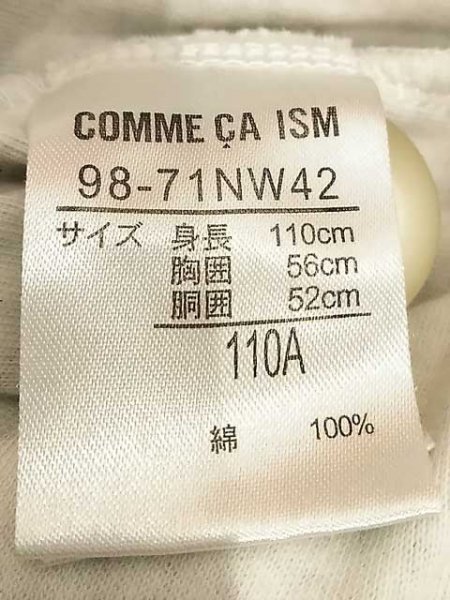 COMME ÇA ISM
98-71NW42
サイズ 身長 110cm
胸囲 56cm
胴囲 52cm
110A
綿 100%